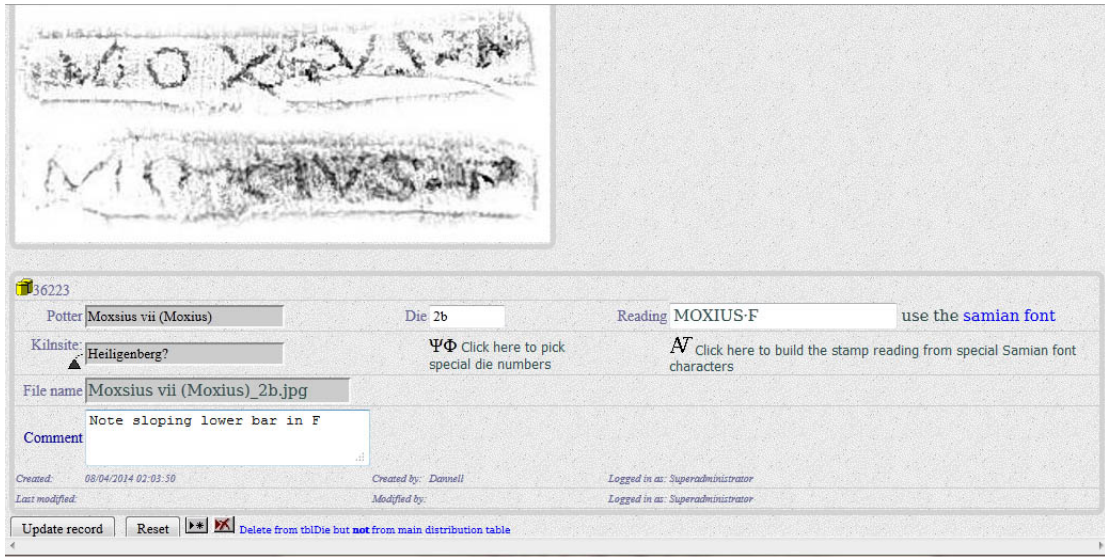 MOXIVS·F
MOXIVS·F
36223
Potter Moxsius vii (Moxius) Die 2b Reading MOXIUS·F use the samian font
Kilnsite: Heiligenberg? ΨΦ Click here to pick special die numbers Click here to build the stamp reading from special Samian font characters
File name Moxsius vii (Moxius)_2b.jpg
Comment Note sloping lower bar in F
Created: 08/04/2014 02:03:50 Created by: Dannell Logged in as: Superadministrator
Last modified: Modified by: Logged in as: Superadministrator
Update record Reset Delete from tblDie but not from main distribution table